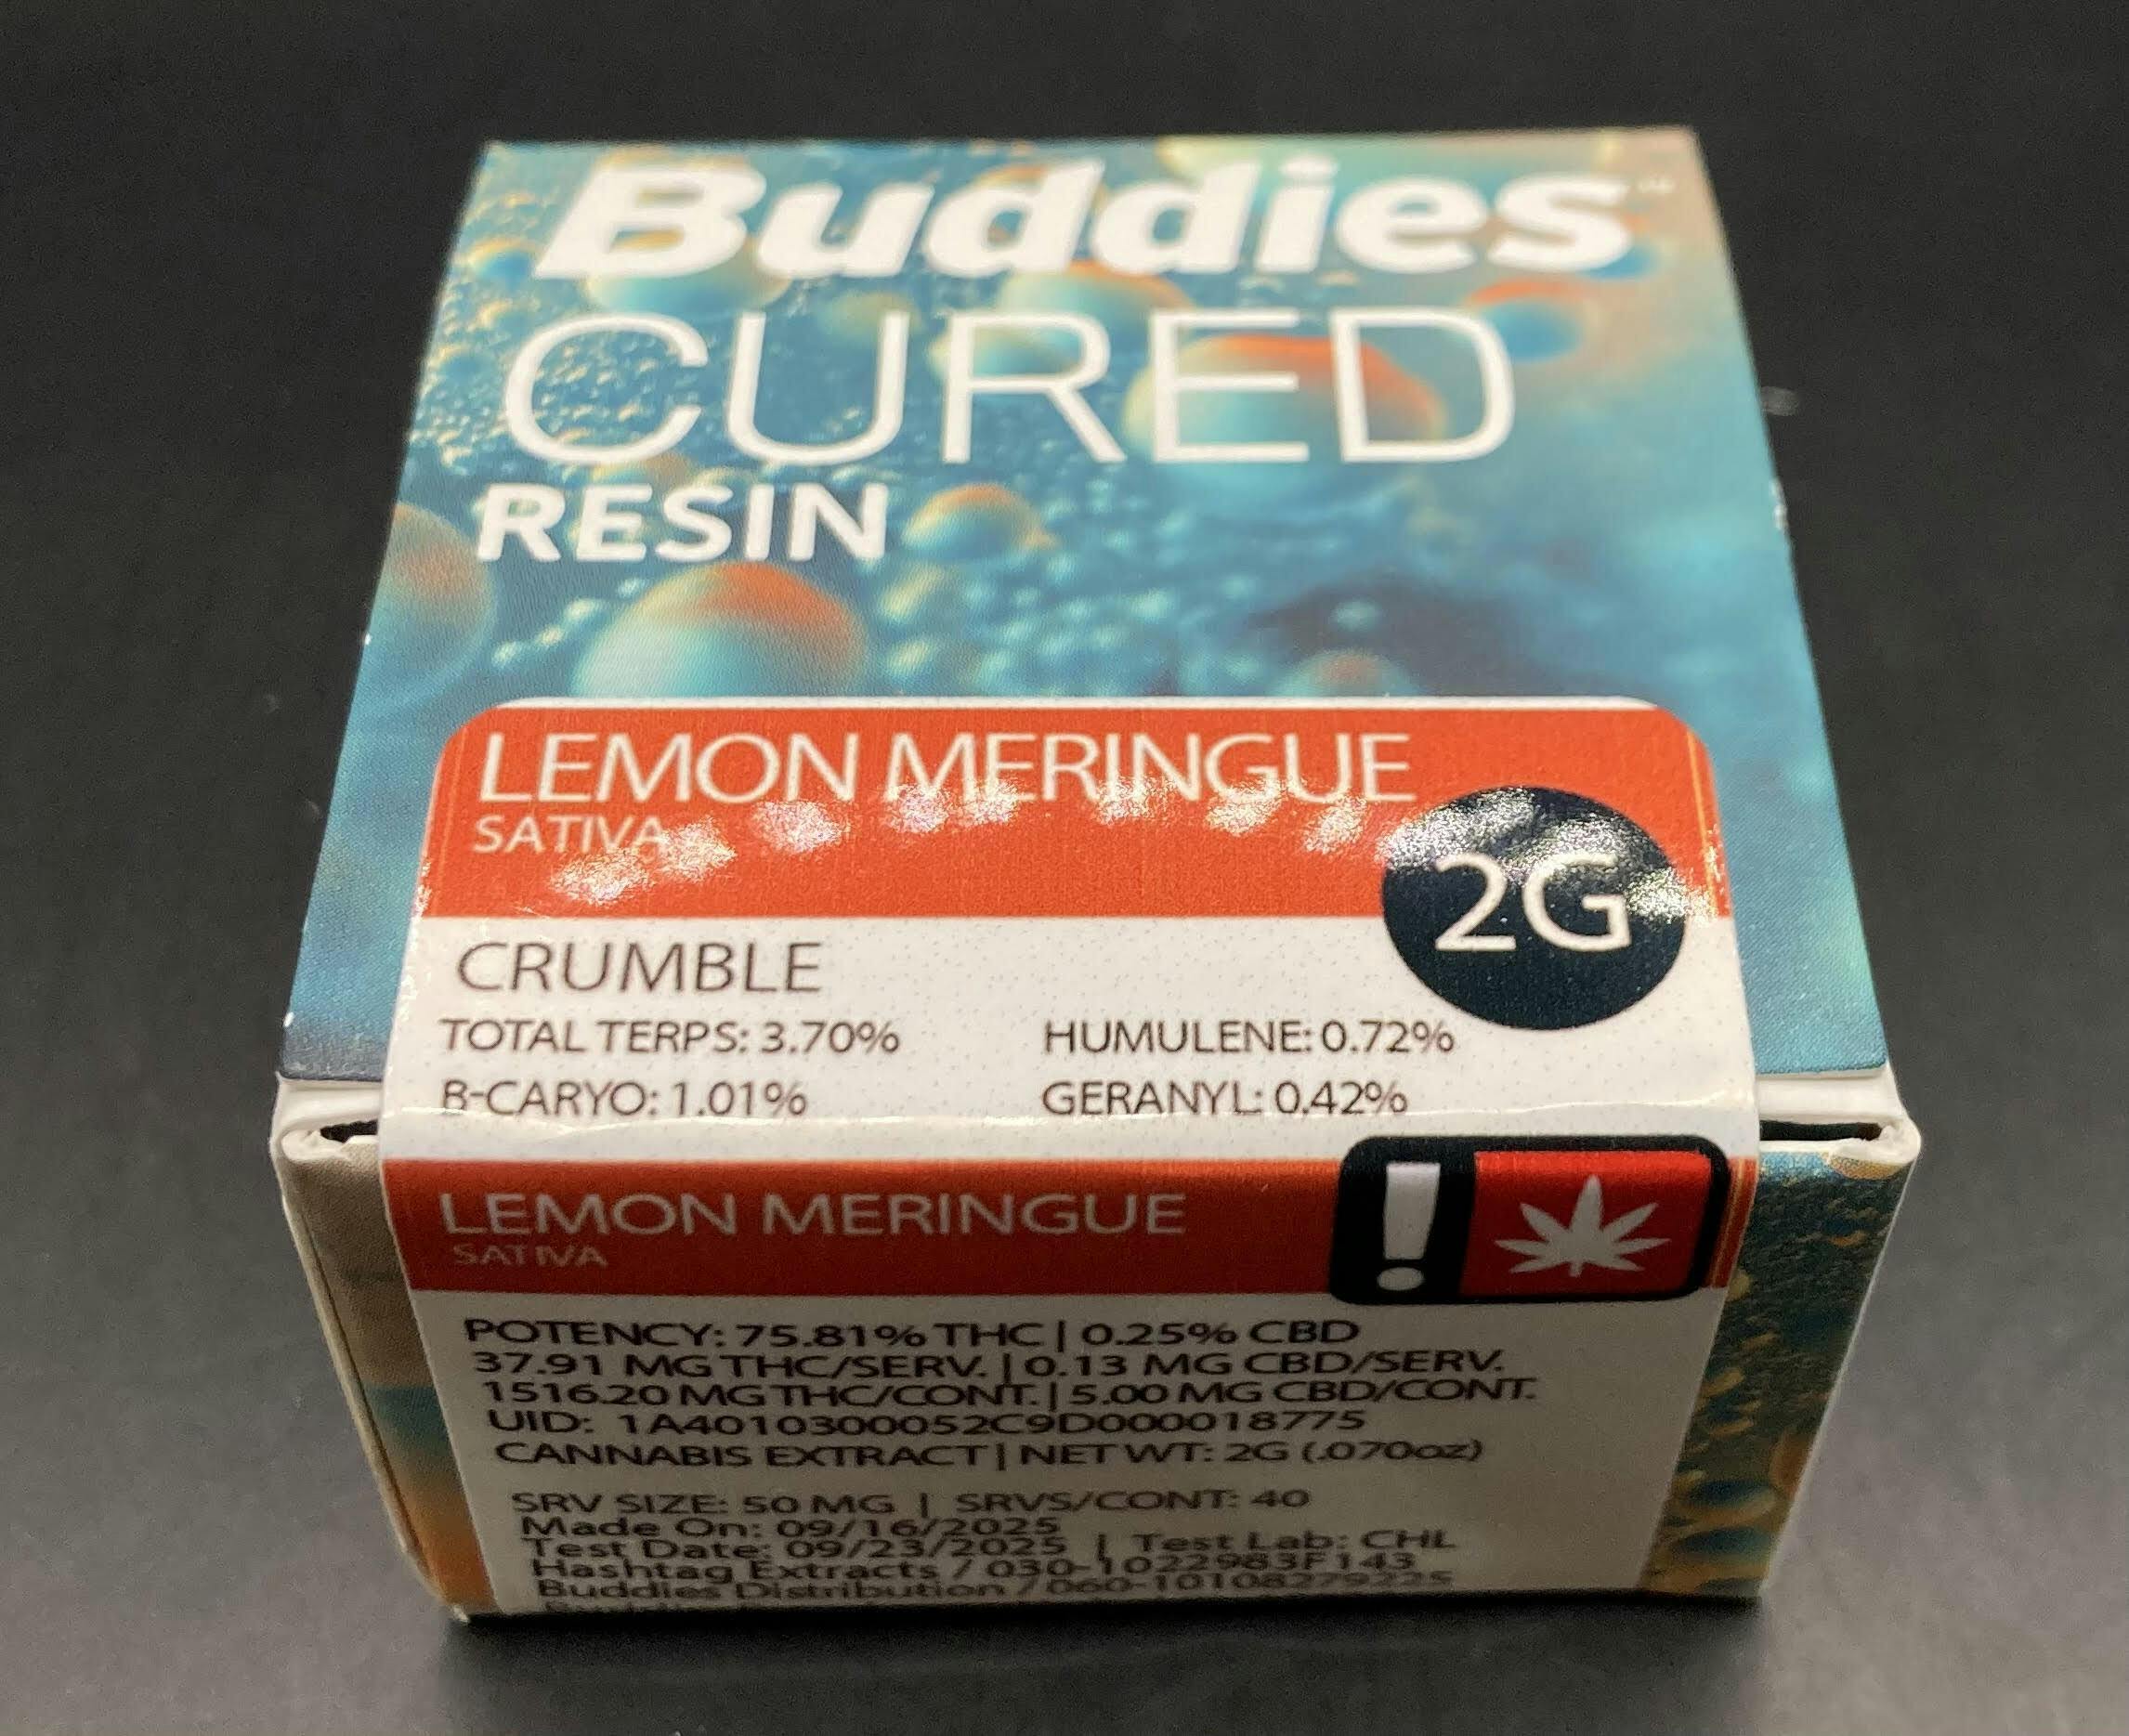 Buddies™
CURED
RESIN
LEMON MERINGUE
SATIVA
2G
CRUMBLE
TOTAL TERPS: 3.70% HUMULENE: 0.72%
B-CARYO: 1.01% GERANYL: 0.42%
LEMON MERINGUE
SATIVA
!
POTENCY: 75.81% THC | 0.25% CBD
37.91 MG THC/SERV. | 0.13 MG CBD/SERV.
1516.20 MG THC/CONT. | 5.00 MG CBD/CONT.
UID: 1A4010300052C9D000018775
CANNABIS EXTRACT | NET WT: 2G (.070oz)
SRV SIZE: 50 MG | SRVS/CONT: 40
Made On: 09/16/2025
Test Date: 09/23/2025 | Test Lab: CHL
Hashtag Extracts / 030-1022983F143
Buddies Distribution / 060-10108279225